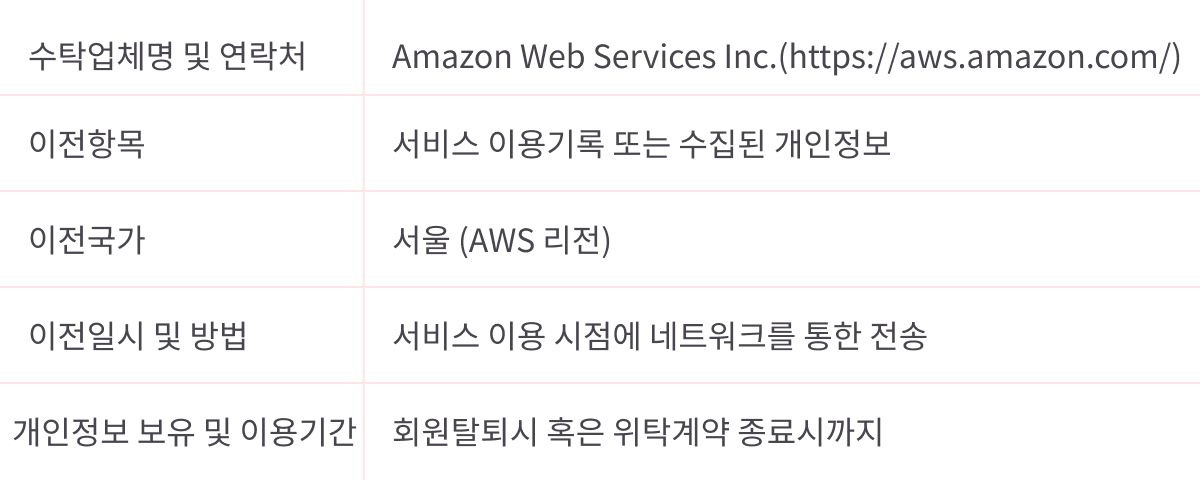 수탁업체명 및 연락처 Amazon Web Services Inc.(https://aws.amazon.com/)
이전항목 서비스 이용기록 또는 수집된 개인정보
이전국가 서울 (AWS 리전)
이전일시 및 방법 서비스 이용 시점에 네트워크를 통한 전송
개인정보 보유 및 이용기간 회원탈퇴시 혹은 위탁계약 종료시까지